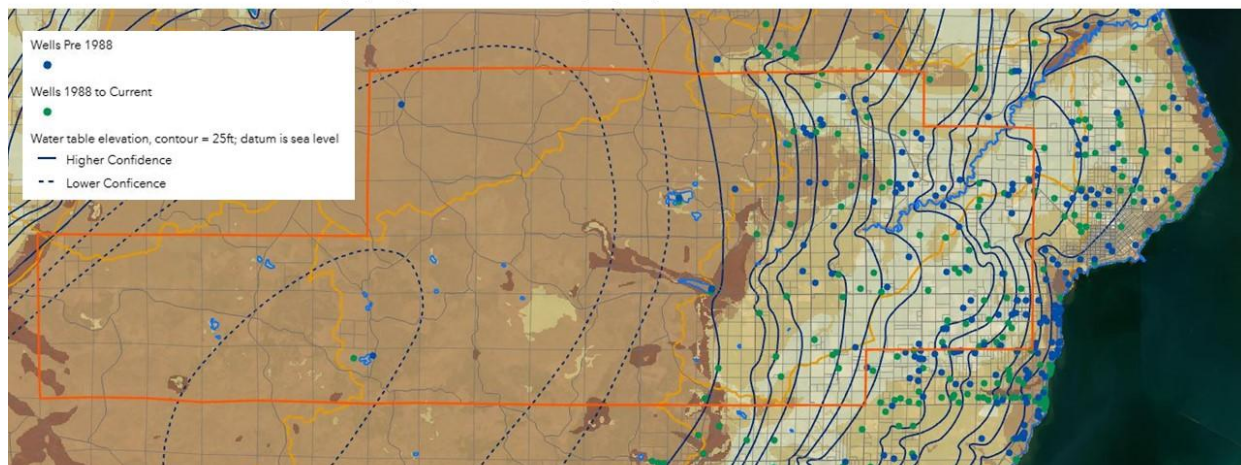 Wells Pre 1988
Wells 1988 to Current
Water table elevation, contour = 25ft; datum is sea level
Higher Confidence
Lower Conficence